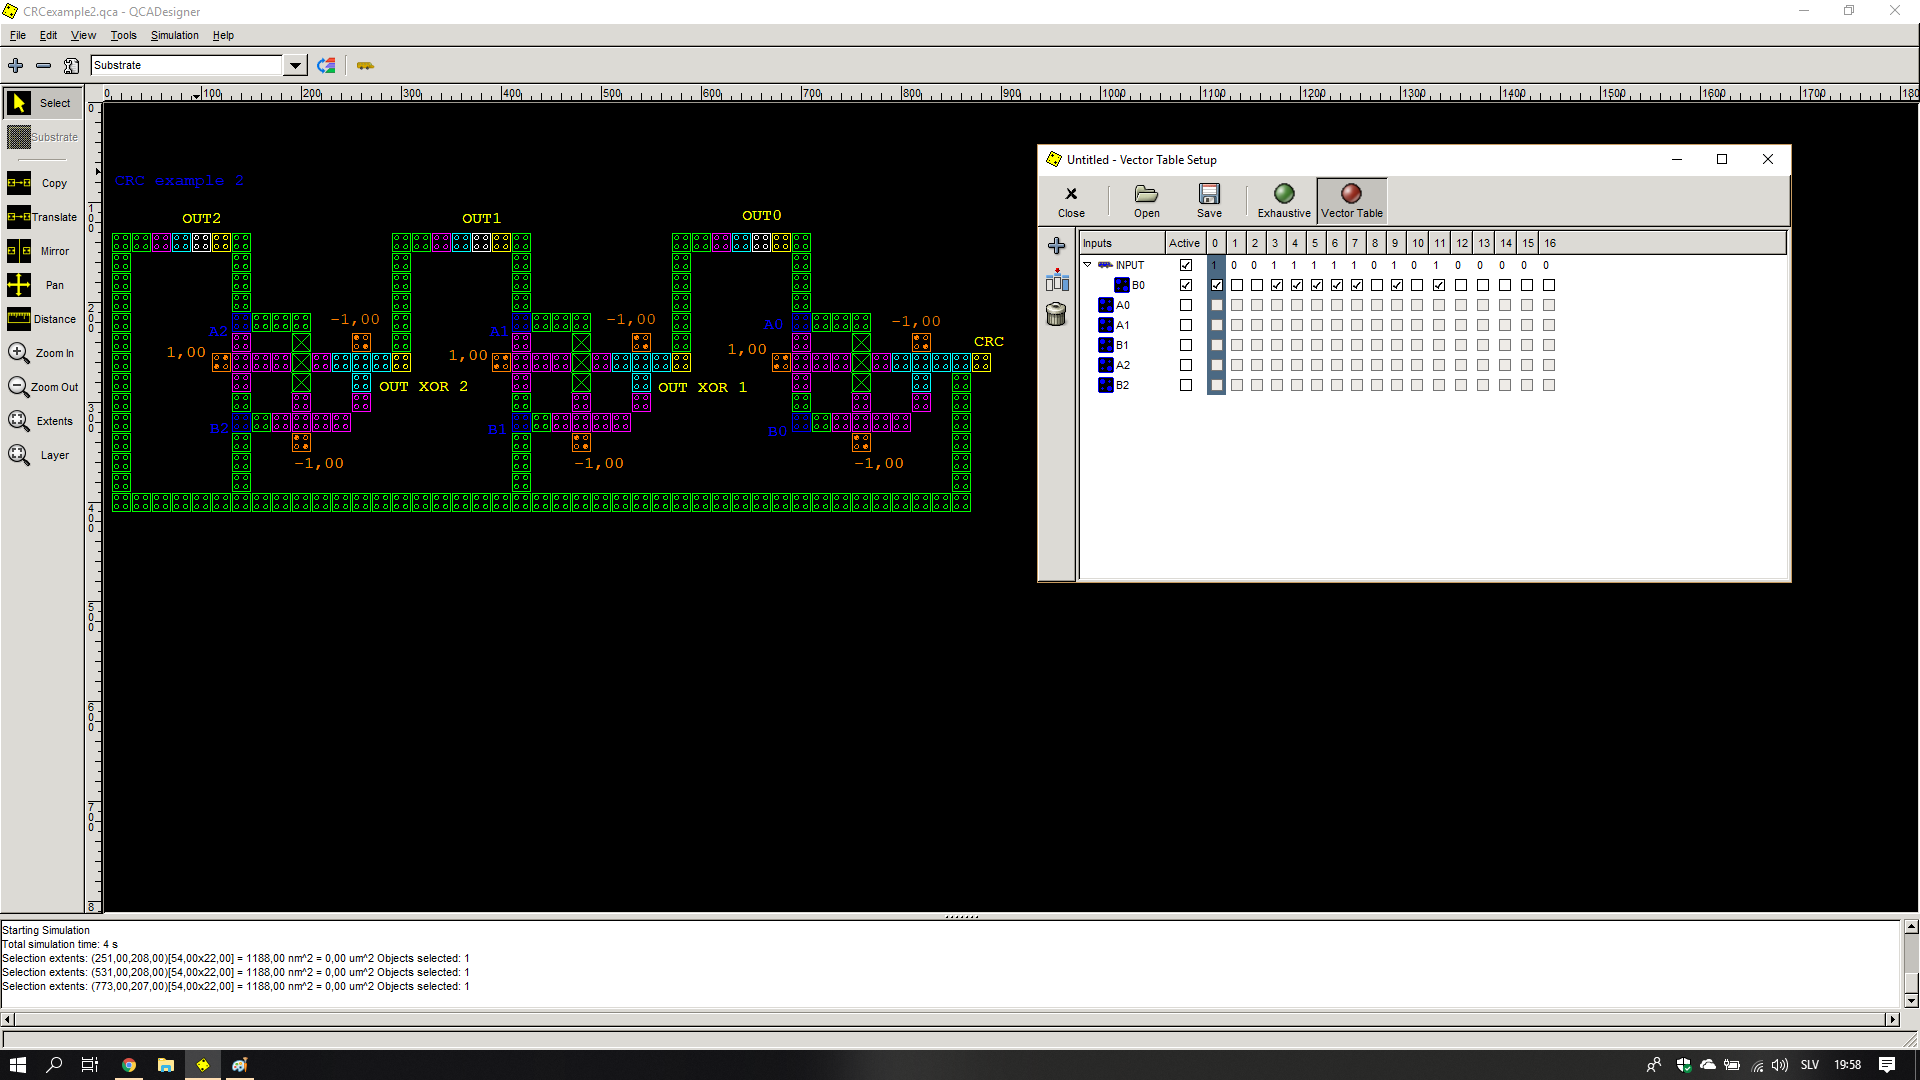 CRCexample2.qca - QCADesigner
File Edit View Tools Simulation Help
Substrate
Select
Substrate
Copy
Translate
Mirror
Pan
Distance
Zoom In
Zoom Out
Extents
Layer
0 100 200 300 400 500 600 700 800 900 1000 1100 1200 1300 1400 1500 1600 1700 180
0
100
200
300
400
500
600
700
8
CRC example 2
OUT2 OUT1 OUT0
A2 -1,00 A1 -1,00 A0 -1,00
1,00 1,00 1,00 CRC
OUT XOR 2 OUT XOR 1
B2 B1 B0
-1,00 -1,00 -1,00
Untitled - Vector Table Setup
Close Open Save Exhaustive Vector Table
Inputs Active 0 1 2 3 4 5 6 7 8 9 10 11 12 13 14 15 16
INPUT 1 0 0 1 1 1 1 1 0 1 0 1 0 0 0 0 0
B0
A0
A1
B1
A2
B2
Starting Simulation
Total simulation time: 4 s
Selection extents: (251,00,208,00)[54,00x22,00] = 1188,00 nm^2 = 0,00 um^2 Objects selected: 1
Selection extents: (531,00,208,00)[54,00x22,00] = 1188,00 nm^2 = 0,00 um^2 Objects selected: 1
Selection extents: (773,00,207,00)[54,00x22,00] = 1188,00 nm^2 = 0,00 um^2 Objects selected: 1
SLV 19:58